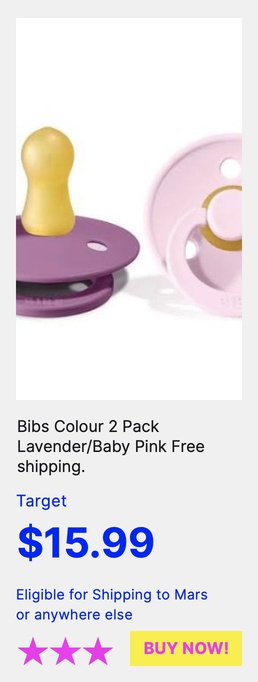 Bibs Colour 2 Pack
Lavender/Baby Pink Free
shipping.
Target
$15.99
Eligible for Shipping to Mars
or anywhere else
BUY NOW!